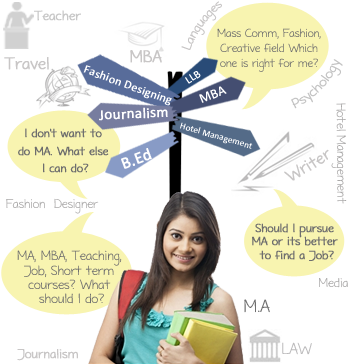 Teacher
MBA
Languages
Travel
Mass Comm, Fashion,
Creative field Which
one is right for me?
Fashion Designing
LLB
MBA
Journalism
Hotel Management
B.Ed
Psychology
Hotel Management
Writer
I don't want to
do MA. What else
I can do?
Fashion Designer
Should I pursue
MA or its better
to find a Job?
MA, MBA, Teaching,
Job, Short term
courses? What
should I do?
Media
M.A
LAW
Journalism